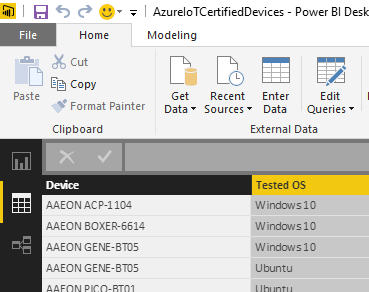 AzureIoTCertifiedDevices - Power BI Desk
File Home Modeling
Paste
Cut
Copy
Format Painter
Clipboard
Get Data
Recent Sources
Enter Data
Edit Queries
External Data
Device Tested OS
AAEON ACP-1104 Windows 10
AAEON BOXER-6614 Windows 10
AAEON GENE-BT05 Windows 10
AAEON GENE-BT05 Ubuntu
AAEON PICO-BT01 Ubuntu